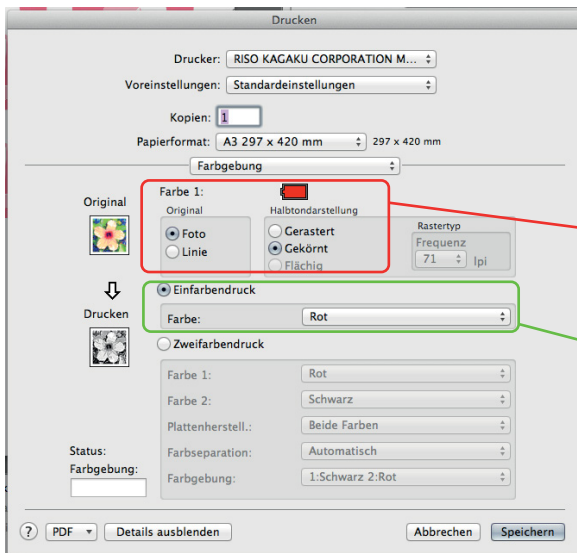 Drucken
Drucker: RISO KAGAKU CORPORATION M...
Voreinstellungen: Standardeinstellungen
Kopien: 1
Papierformat: A3 297 x 420 mm 297 x 420 mm
Farbgebung
Original
Farbe 1:
Original
Foto
Linie
Halbtondarstellung
Gerastert
Gekörnt
Flächig
Rastertyp
Frequenz
71 lpi
Drucken
Einfarbendruck
Farbe: Rot
Zweifarbendruck
Farbe 1: Rot
Farbe 2: Schwarz
Plattenherstell.: Beide Farben
Farbseparation: Automatisch
Farbgebung: 1:Schwarz 2:Rot
Status:
Farbgebung:
? PDF Details ausblenden Abbrechen Speichern